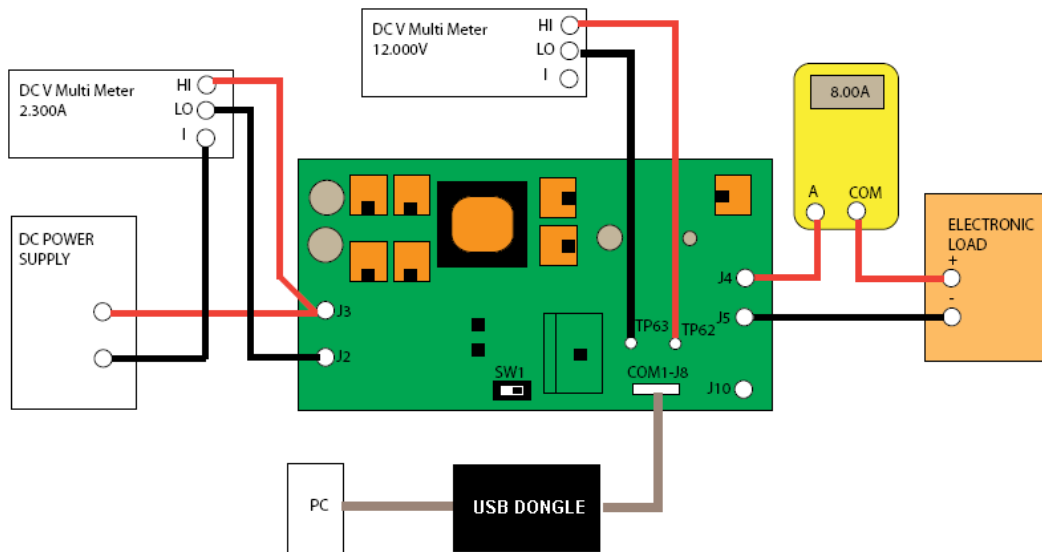 DC V Multi Meter
12.000V
HI
LO
I
DC V Multi Meter
2.300A
HI
LO
I
8.00A
A
COM
DC POWER
SUPPLY
ELECTRONIC
LOAD
+
-
J3
J2
J4
J5
TP63
TP62
SW1
COM1-J8
J10
PC
USB DONGLE